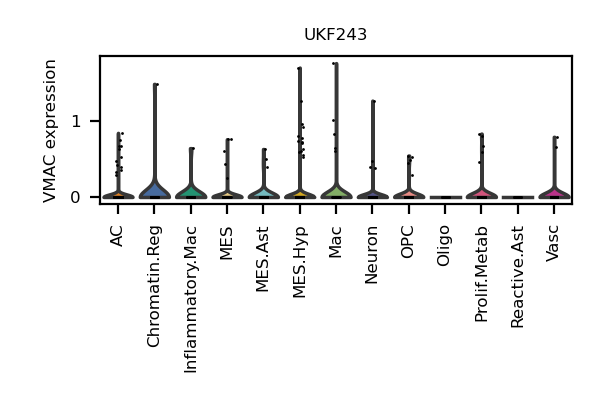 UKF243
VMAC expression
1
0
AC
Chromatin.Reg
Inflammatory.Mac
MES
MES.Ast
MES.Hyp
Mac
Neuron
OPC
Oligo
Prolif.Metab
Reactive.Ast
Vasc